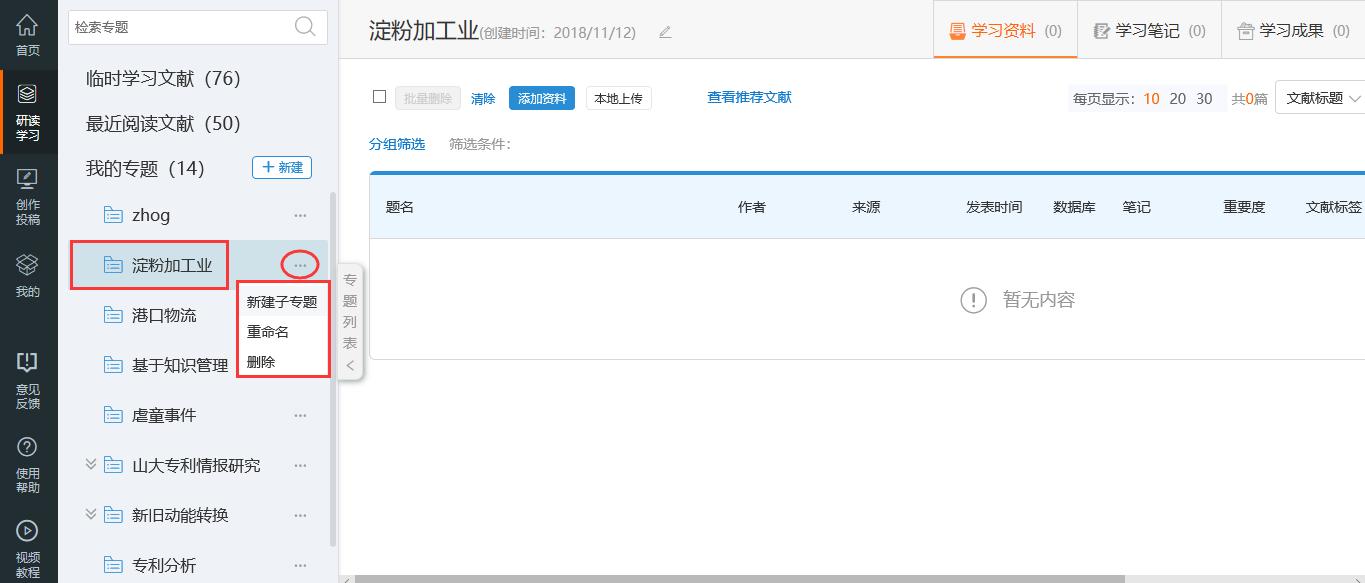 首页
研读
学习
创作
投稿
我的
意见
反馈
使用
帮助
视频
教程
检索专题
临时学习文献（76）
最近阅读文献（50）
我的专题（14）
+ 新建
zhog
···
淀粉加工业
···
新建子专题
重命名
删除
港口物流
基于知识管理
虐童事件
···
山大专利情报研究
···
新旧动能转换
···
专利分析
···
专
题
列
表
<
淀粉加工业(创建时间：2018/11/12)
学习资料 (0)
学习笔记 (0)
学习成果 (0)
批量删除 清除 添加资料 本地上传 查看推荐文献
每页显示：10 20 30 共0篇 文献标题
分组筛选 筛选条件：
题名 作者 来源 发表时间 数据库 笔记 重要度 文献标签
暂无内容